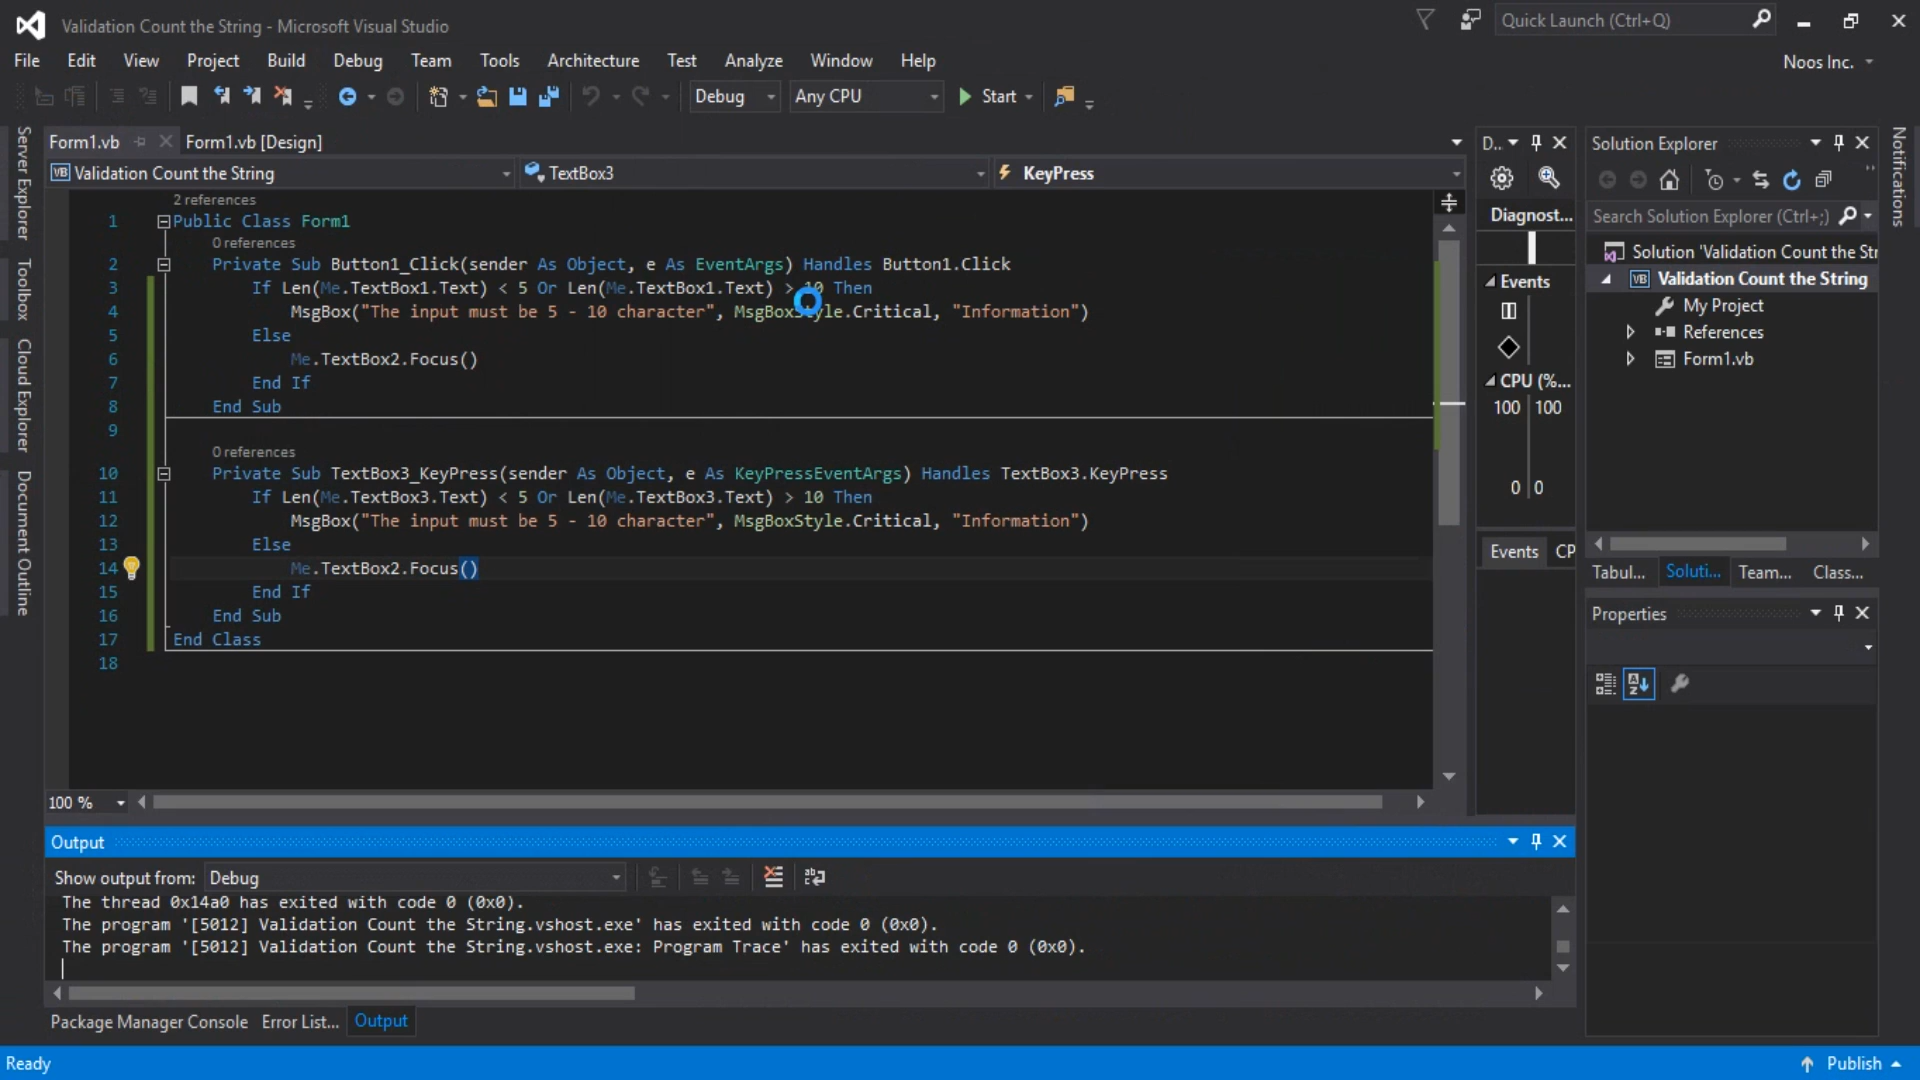 Validation Count the String - Microsoft Visual Studio
Quick Launch (Ctrl+Q)
File Edit View Project Build Debug Team Tools Architecture Test Analyze Window Help
Noos Inc.
Debug Any CPU Start
Form1.vb Form1.vb [Design]
Validation Count the String TextBox3 KeyPress
2 references
1 Public Class Form1
0 references
2 Private Sub Button1_Click(sender As Object, e As EventArgs) Handles Button1.Click
3 If Len(Me.TextBox1.Text) < 5 Or Len(Me.TextBox1.Text) > 10 Then
4 MsgBox("The input must be 5 - 10 character", MsgBoxStyle.Critical, "Information")
5 Else
6 Me.TextBox2.Focus()
7 End If
8 End Sub
9
0 references
10 Private Sub TextBox3_KeyPress(sender As Object, e As KeyPressEventArgs) Handles TextBox3.KeyPress
11 If Len(Me.TextBox3.Text) < 5 Or Len(Me.TextBox3.Text) > 10 Then
12 MsgBox("The input must be 5 - 10 character", MsgBoxStyle.Critical, "Information")
13 Else
14 Me.TextBox2.Focus()
15 End If
16 End Sub
17 End Class
18
100 %
Server Explorer
Toolbox
Cloud Explorer
Document Outline
D...
Diagnost...
Events
CPU (%...
100 100
0 0
Events CP
Solution Explorer
Search Solution Explorer (Ctrl+;)
Solution 'Validation Count the Str
Validation Count the String
My Project
References
Form1.vb
Tabul... Soluti... Team... Class...
Properties
Notifications
Output
Show output from: Debug
The thread 0x14a0 has exited with code 0 (0x0).
The program '[5012] Validation Count the String.vshost.exe' has exited with code 0 (0x0).
The program '[5012] Validation Count the String.vshost.exe: Program Trace' has exited with code 0 (0x0).
Package Manager Console Error List... Output
Ready
Publish